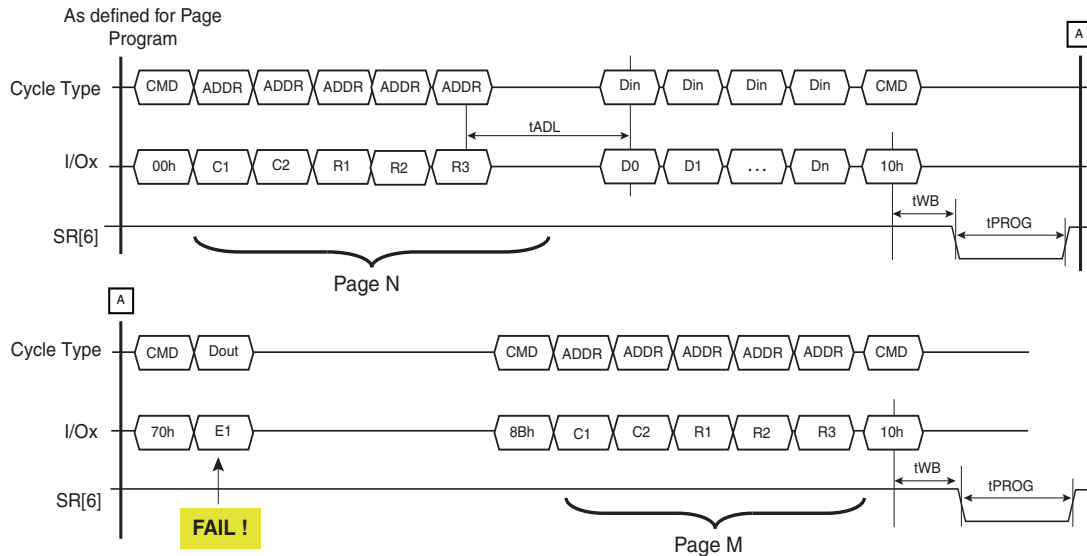 As defined for Page
Program
A
Cycle Type CMD ADDR ADDR ADDR ADDR ADDR Din Din Din Din CMD
tADL
I/Ox 00h C1 C2 R1 R2 R3 D0 D1 ... Dn 10h
tWB
tPROG
SR[6]
Page N
A
Cycle Type CMD Dout CMD ADDR ADDR ADDR ADDR ADDR CMD
I/Ox 70h E1 8Bh C1 C2 R1 R2 R3 10h
tWB
tPROG
SR[6]
FAIL !
Page M